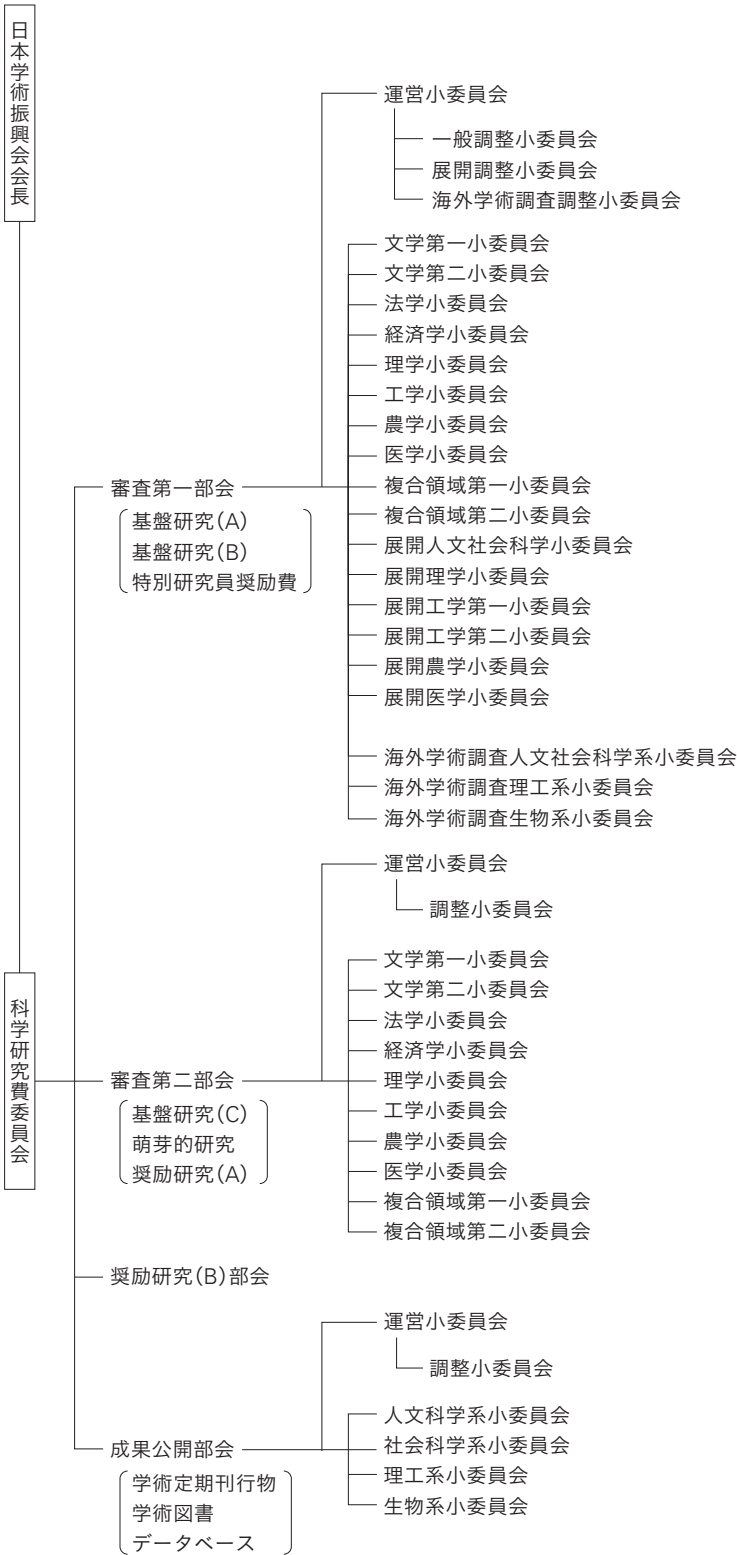 日本学術振興会会長
科学研究費委員会
審査第一部会
基盤研究(A)
基盤研究(B)
特別研究員奨励費
運営小委員会
一般調整小委員会
展開調整小委員会
海外学術調査調整小委員会
文学第一小委員会
文学第二小委員会
法学小委員会
経済学小委員会
理学小委員会
工学小委員会
農学小委員会
医学小委員会
複合領域第一小委員会
複合領域第二小委員会
展開人文社会科学小委員会
展開理学小委員会
展開工学第一小委員会
展開工学第二小委員会
展開農学小委員会
展開医学小委員会
海外学術調査人文社会科学系小委員会
海外学術調査理工系小委員会
海外学術調査生物系小委員会
審査第二部会
基盤研究(C)
萌芽的研究
奨励研究(A)
運営小委員会
調整小委員会
文学第一小委員会
文学第二小委員会
法学小委員会
経済学小委員会
理学小委員会
工学小委員会
農学小委員会
医学小委員会
複合領域第一小委員会
複合領域第二小委員会
奨励研究(B)部会
成果公開部会
学術定期刊行物
学術図書
データベース
運営小委員会
調整小委員会
人文科学系小委員会
社会科学系小委員会
理工系小委員会
生物系小委員会